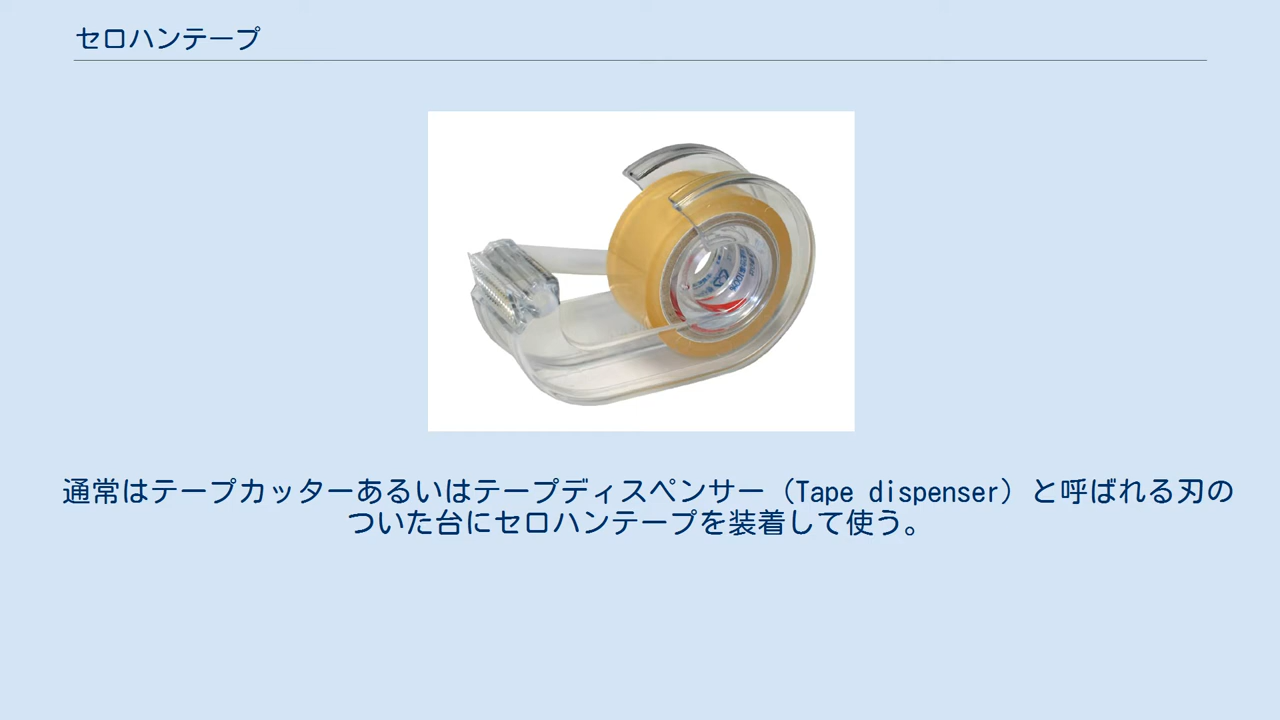 セロハンテープ
通常はテープカッターあるいはテープディスペンサー（Tape dispenser）と呼ばれる刃の
ついた台にセロハンテープを装着して使う。